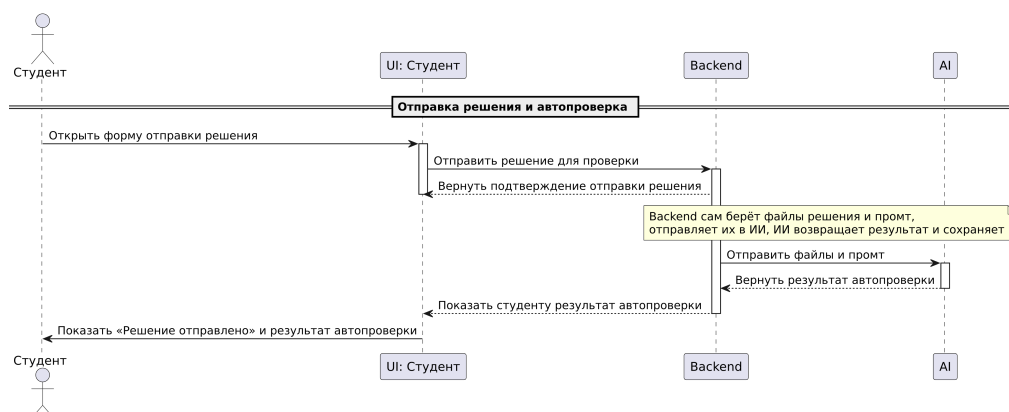 Студент
UI: Студент
Backend
AI
Отправка решения и автопроверка
Открыть форму отправки решения
Отправить решение для проверки
Вернуть подтверждение отправки решения
Backend сам берёт файлы решения и промт,
отправляет их в ИИ, ИИ возвращает результат и сохраняет
Отправить файлы и промт
Вернуть результат автопроверки
Показать студенту результат автопроверки
Показать «Решение отправлено» и результат автопроверки
Студент
UI: Студент
Backend
AI